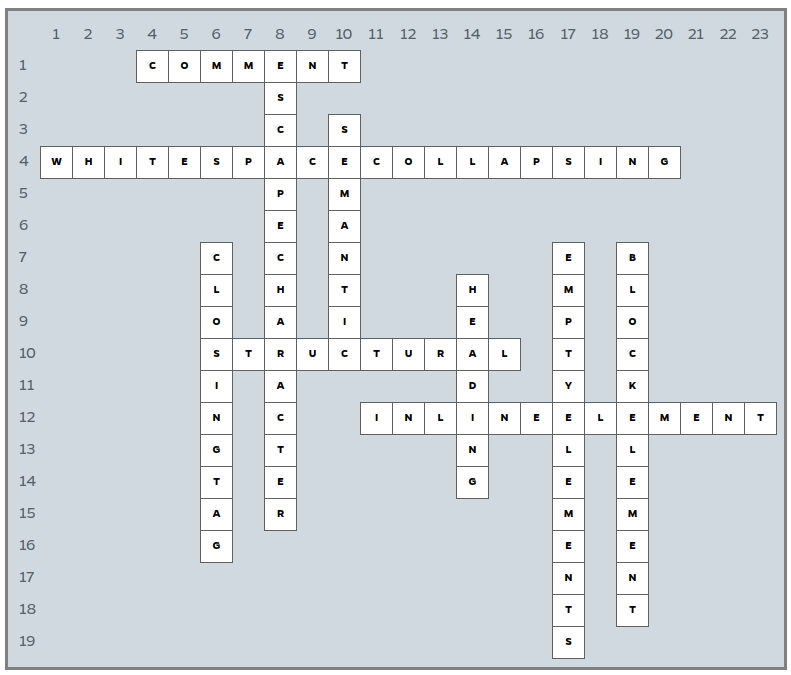 1 2 3 4 5 6 7 8 9 10 11 12 13 14 15 16 17 18 19 20 21 22 23
1 C O M M E N T
2 S
3 C S
4 W H I T E S P A C E C O L L A P S I N G
5 P M
6 E A
7 C C N E B
8 L H T H M L
9 O A I E P O
10 S T R U C T U R A L T C
11 I A D Y K
12 N C I N L I N E E L E M E N T
13 G T N L L
14 T E G E E
15 A R M M
16 G E E
17 N N
18 T T
19 S